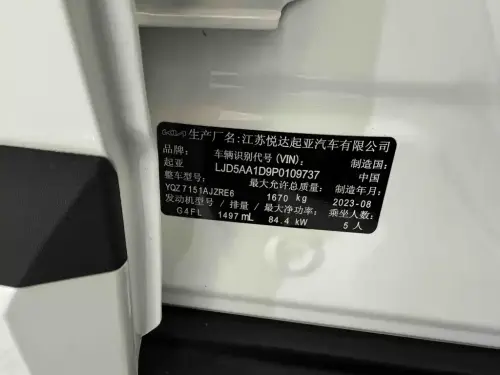 生产厂名:江苏悦达起亚汽车有限公司
品牌: 车辆识别代号(VIN): 制造国:
起亚 LJD5AA1D9P0109737 中国
整车型号: 最大允许总质量: 制造年月:
YQZ7151AJZRE6 1670 kg 2023-08
发动机型号/排量/最大净功率: 乘坐人数:
G4FL 1497 mL 84.4 kW 5 人